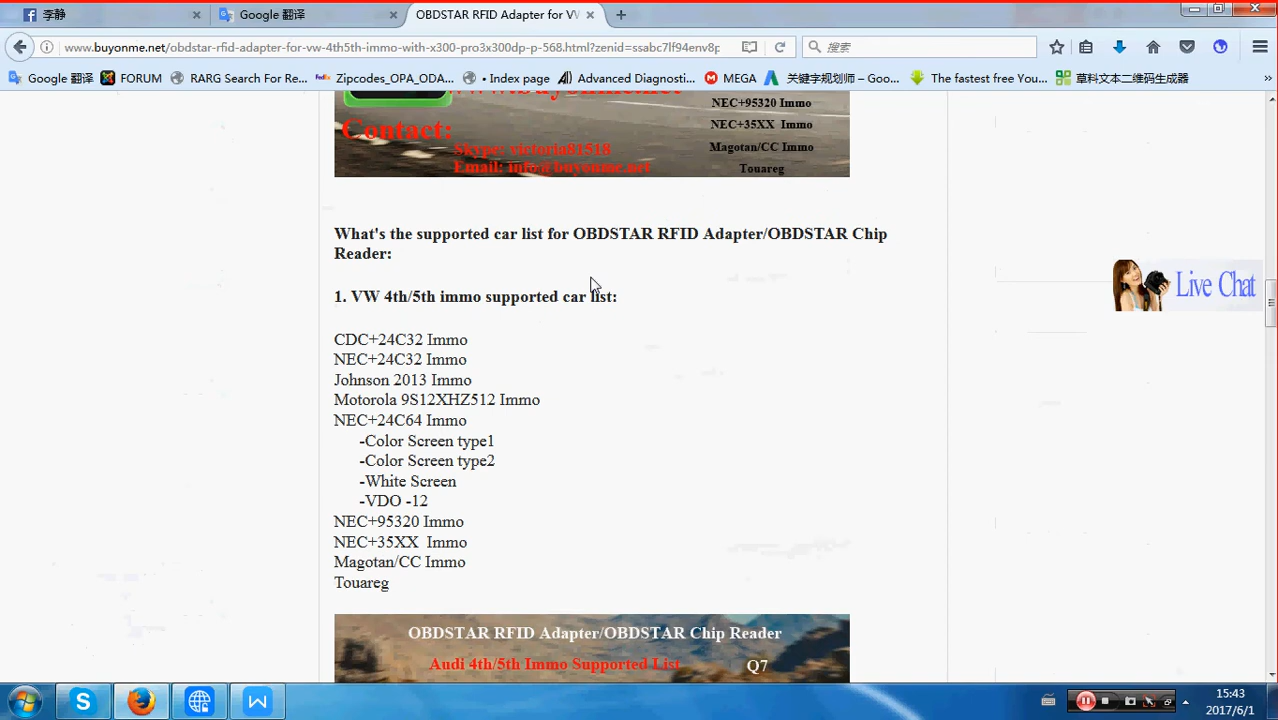 李静
Google 翻译
OBDSTAR RFID Adapter for VW
www.buyonme.net/obdstar-rfid-adapter-for-vw-4th5th-immo-with-x300-pro3x300dp-p-568.html?zenid=ssabc7lf94env8p
搜索
Google 翻译
FORUM
RARG Search For Re...
Zipcodes_OPA_ODA...
• Index page
Advanced Diagnosti...
MEGA
关键字规划师 – Goo...
The fastest free You...
草料文本二维码生成器
»
www.buyonme.net
NEC+95320 Immo
NEC+35XX Immo
Contact:
Magotan/CC Immo
Skype: victoria81518
Email: info@buyonme.net
Touareg
What's the supported car list for OBDSTAR RFID Adapter/OBDSTAR Chip
Reader:
Live Chat
1. VW 4th/5th immo supported car list:
CDC+24C32 Immo
NEC+24C32 Immo
Johnson 2013 Immo
Motorola 9S12XHZ512 Immo
NEC+24C64 Immo
-Color Screen type1
-Color Screen type2
-White Screen
-VDO -12
NEC+95320 Immo
NEC+35XX  Immo
Magotan/CC Immo
Touareg
OBDSTAR RFID Adapter/OBDSTAR Chip Reader
Audi 4th/5th Immo Supported List
Q7
15:43
2017/6/1